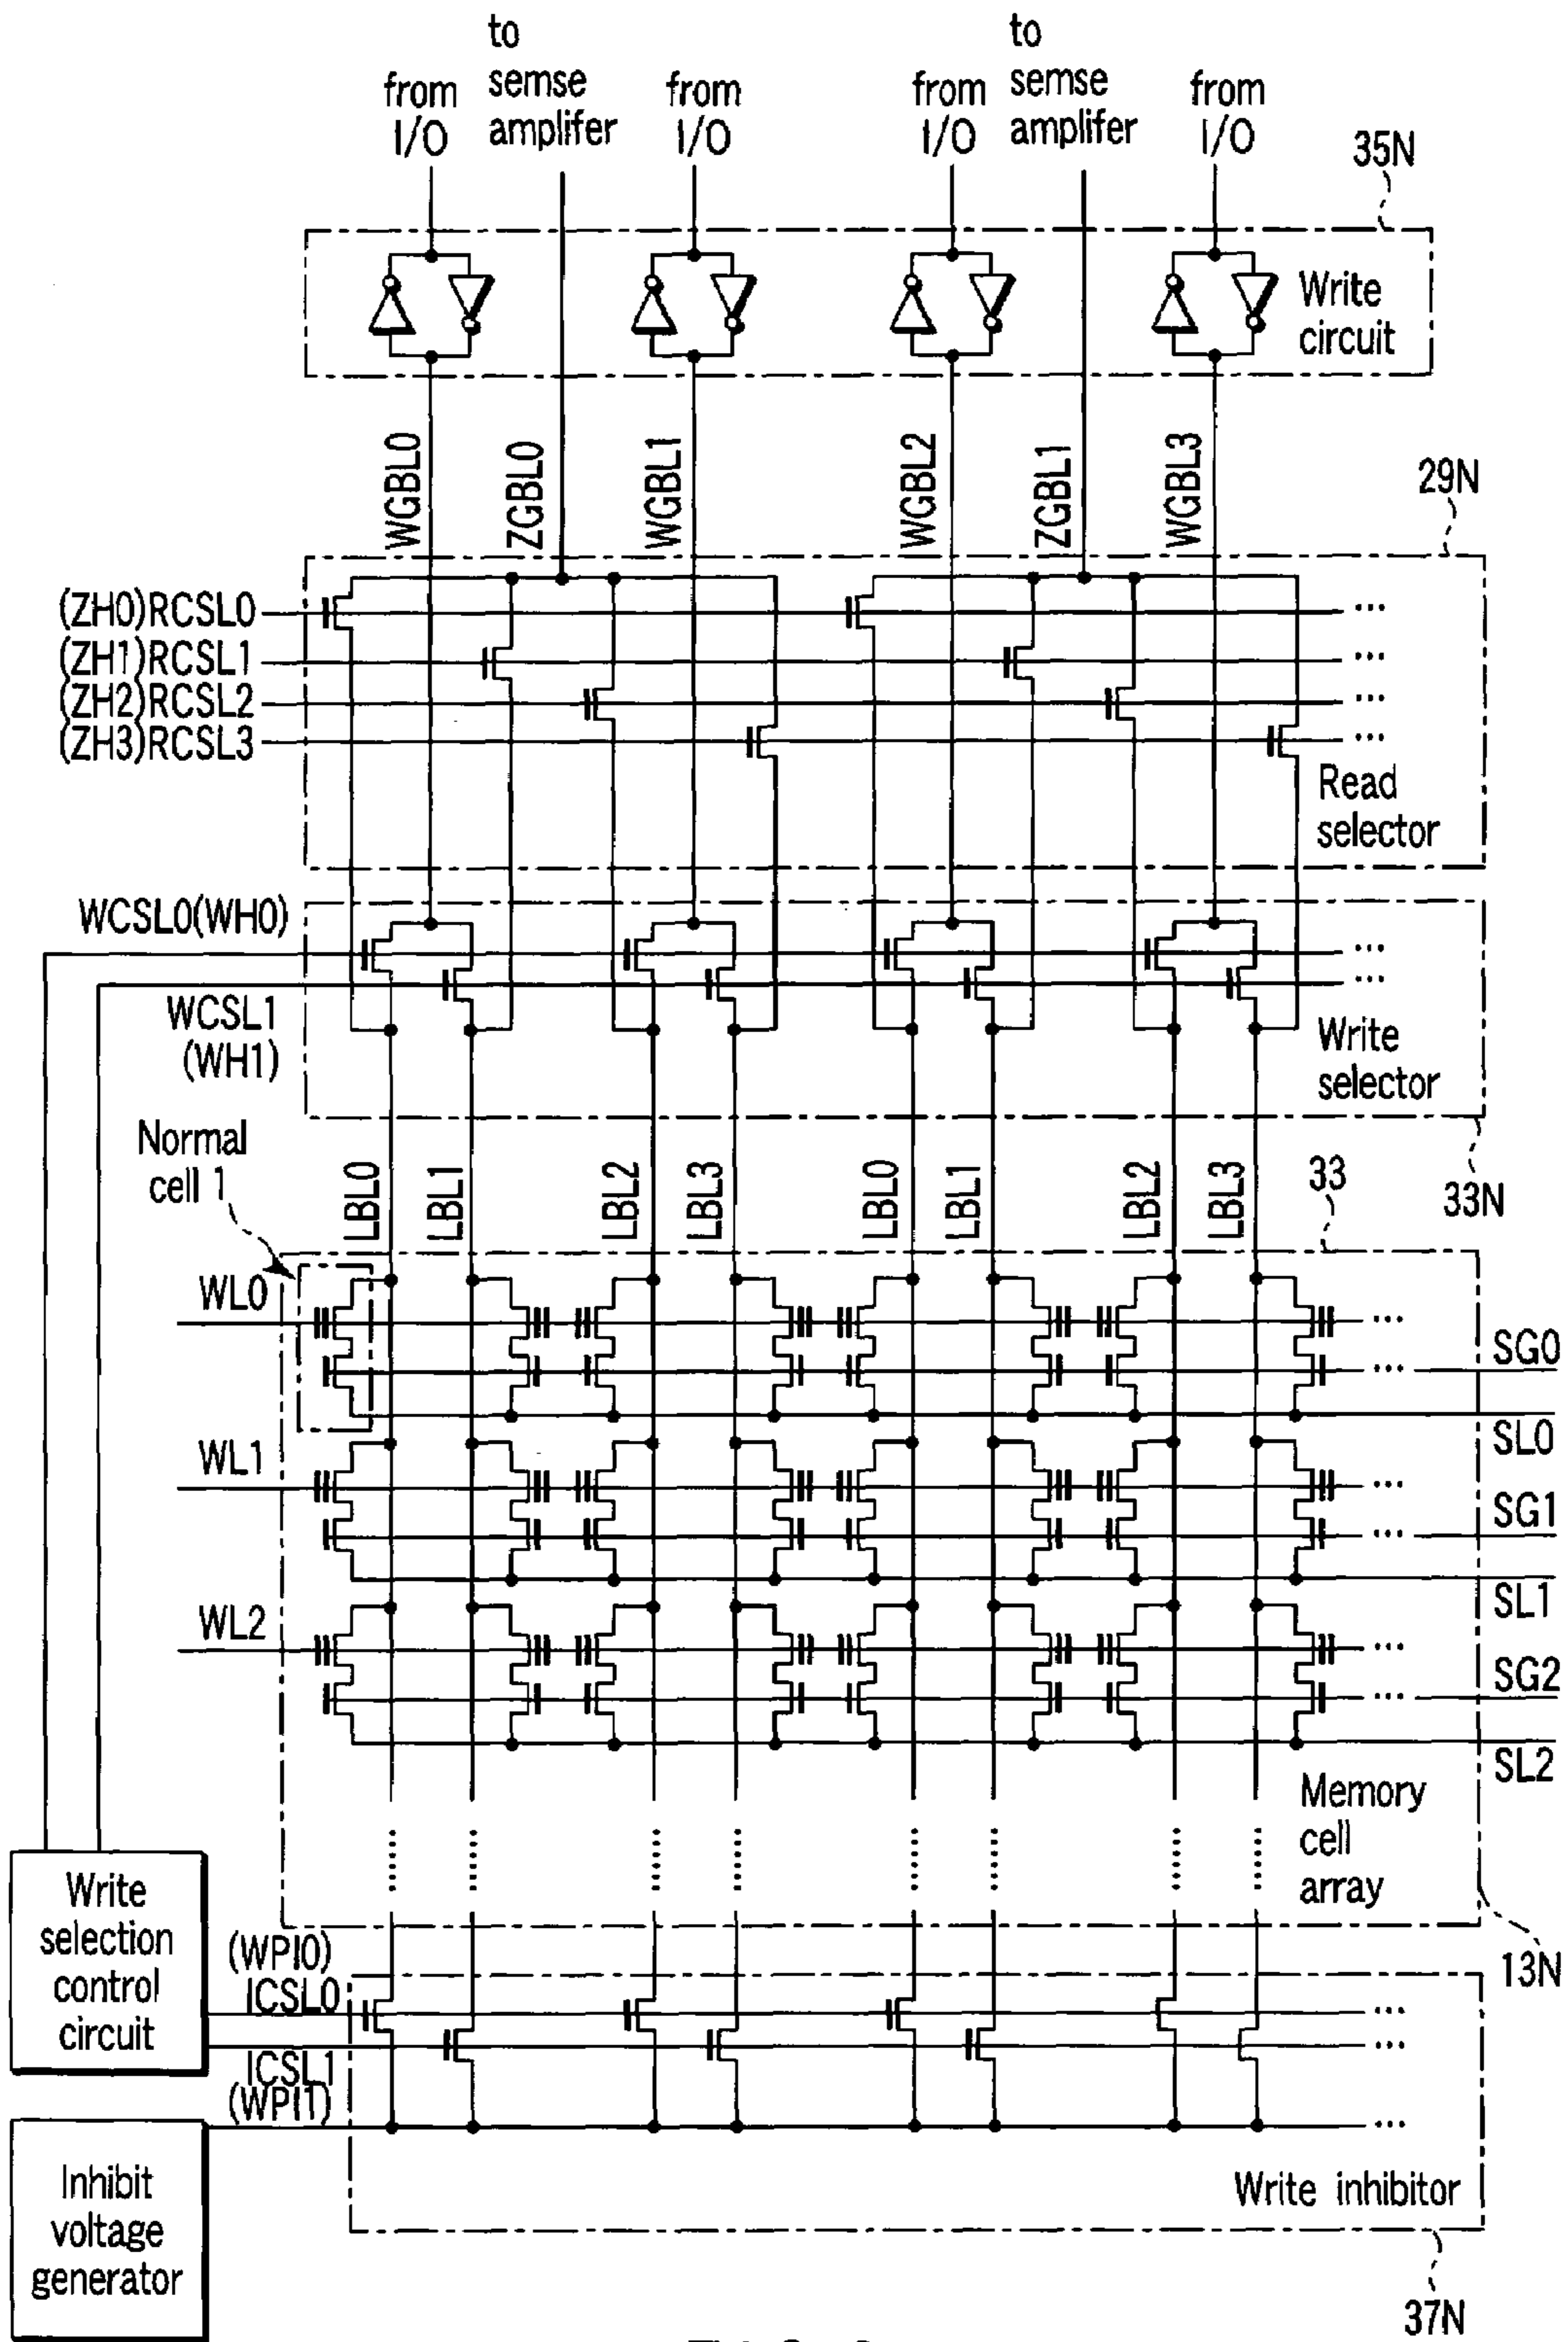 to
semse
amplifer
to
semse
amplifer
from
I/O
from
I/O
from
I/O
from
I/O
35N
Write
circuit
WGBL0
ZGBL0
WGBL1
WGBL2
ZGBL1
WGBL3
29N
(ZH0)RCSL0
(ZH1)RCSL1
(ZH2)RCSL2
(ZH3)RCSL3
...
...
...
...
Read
selector
WCSL0(WH0)
...
...
WCSL1
(WH1)
Write
selector
Normal
cell 1
LBL0
LBL1
LBL2
LBL3
LBL0
LBL1
LBL2
LBL3
33
33N
WL0
...
... SG0
SL0
WL1
...
... SG1
SL1
WL2
...
... SG2
SL2
Memory
cell
array
13N
Write
selection
control
circuit
(WPI0)
ICSL0
...
...
ICSL1
(WPI1)
...
Inhibit
voltage
generator
Write inhibitor
37N